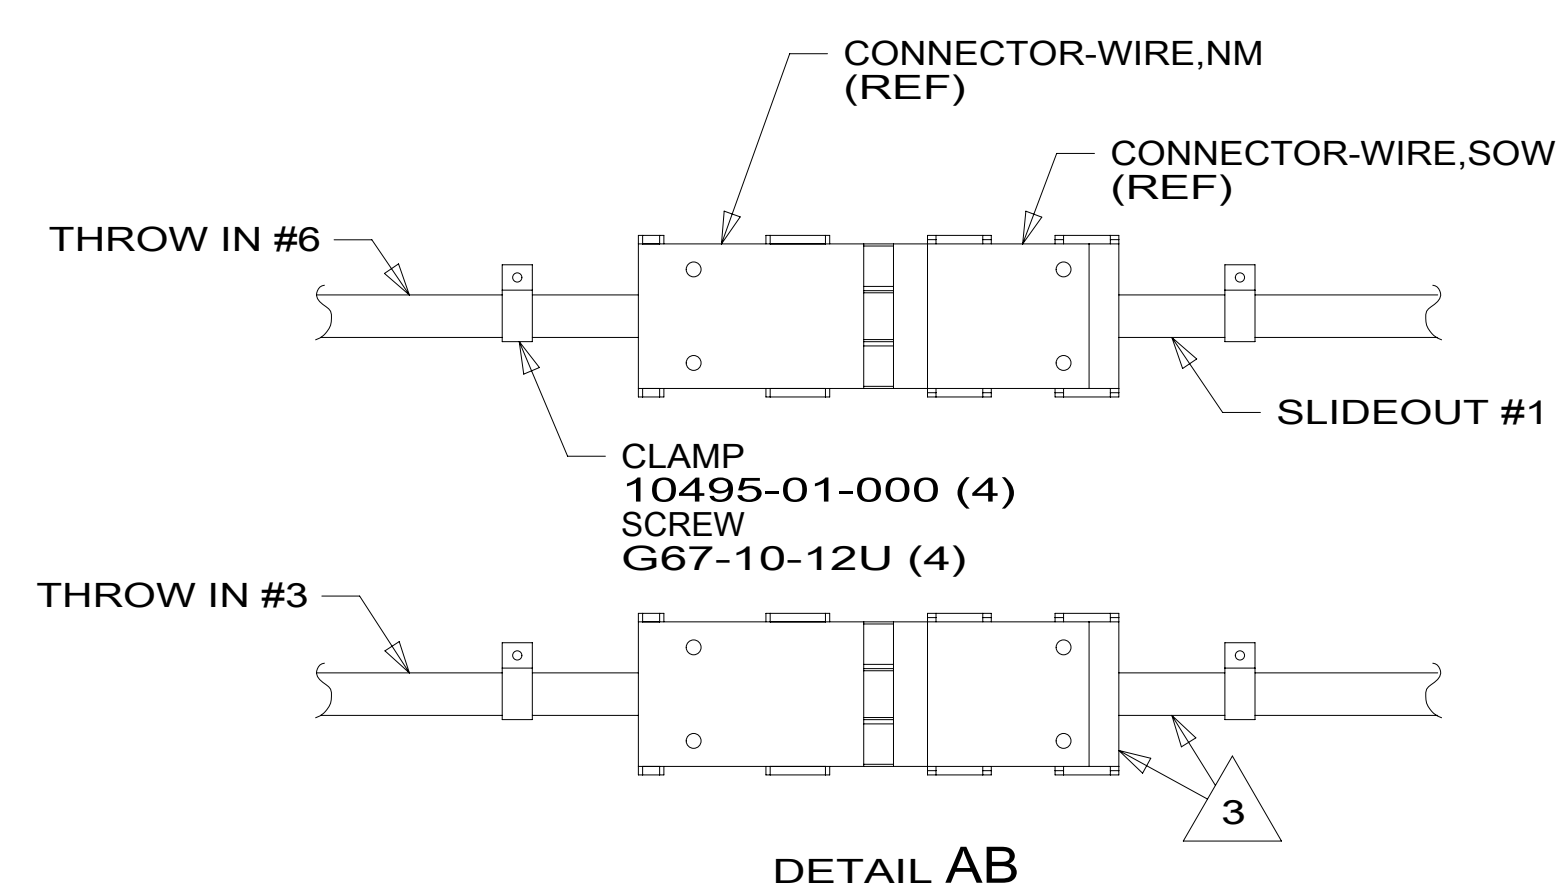 CONNECTOR-WIRE,NM
(REF)
CONNECTOR-WIRE,SOW
(REF)
THROW IN #6
SLIDEOUT #1
CLAMP
10495-01-000 (4)
SCREW
G67-10-12U (4)
THROW IN #3
3
DETAIL AB